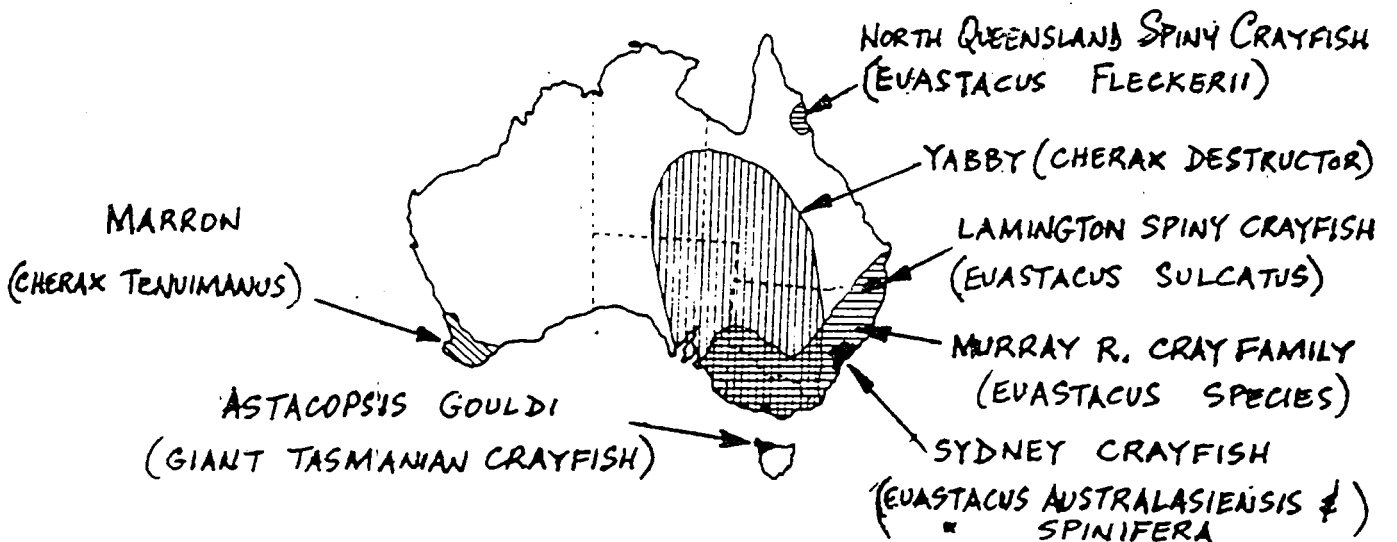 NORTH QUEENSLAND SPINY CRAYFISH
(EUASTACUS FLECKERII)
YABBY (CHERAX DESTRUCTOR)
MARRON
(CHERAX TENUIMANUS)
LAMINGTON SPINY CRAYFISH
(EUASTACUS SULCATUS)
MURRAY R. CRAY FAMILY
(EUASTACUS SPECIES)
ASTACOPSIS GOULDI
(GIANT TASMANIAN CRAYFISH)
SYDNEY CRAYFISH
(EUASTACUS AUSTRALASIENSIS &
" SPINIFERA)